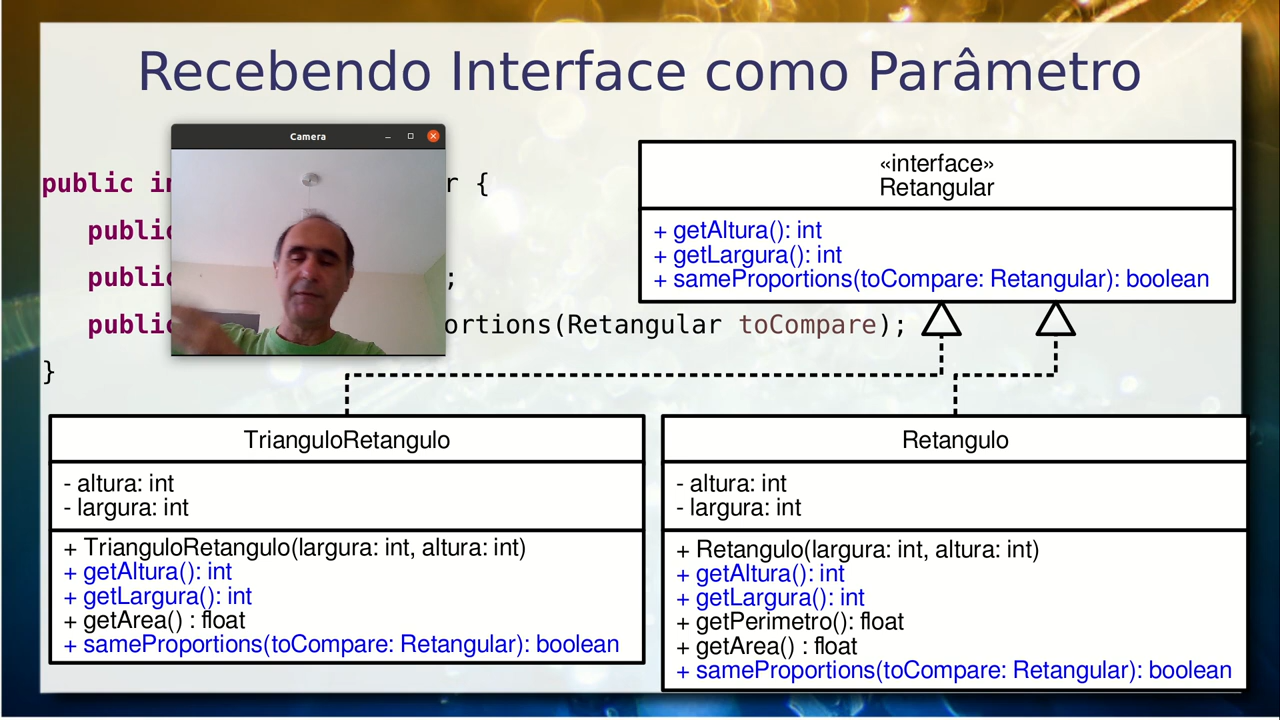 Recebendo Interface como Parâmetro
Camera
public in
r {
public
public
;
public
ortions(Retangular toCompare);
}
«interface»
Retangular
+ getAltura(): int
+ getLargura(): int
+ sameProportions(toCompare: Retangular): boolean
TrianguloRetangulo
- altura: int
- largura: int
+ TrianguloRetangulo(largura: int, altura: int)
+ getAltura(): int
+ getLargura(): int
+ getArea() : float
+ sameProportions(toCompare: Retangular): boolean
Retangulo
- altura: int
- largura: int
+ Retangulo(largura: int, altura: int)
+ getAltura(): int
+ getLargura(): int
+ getPerimetro(): float
+ getArea() : float
+ sameProportions(toCompare: Retangular): boolean